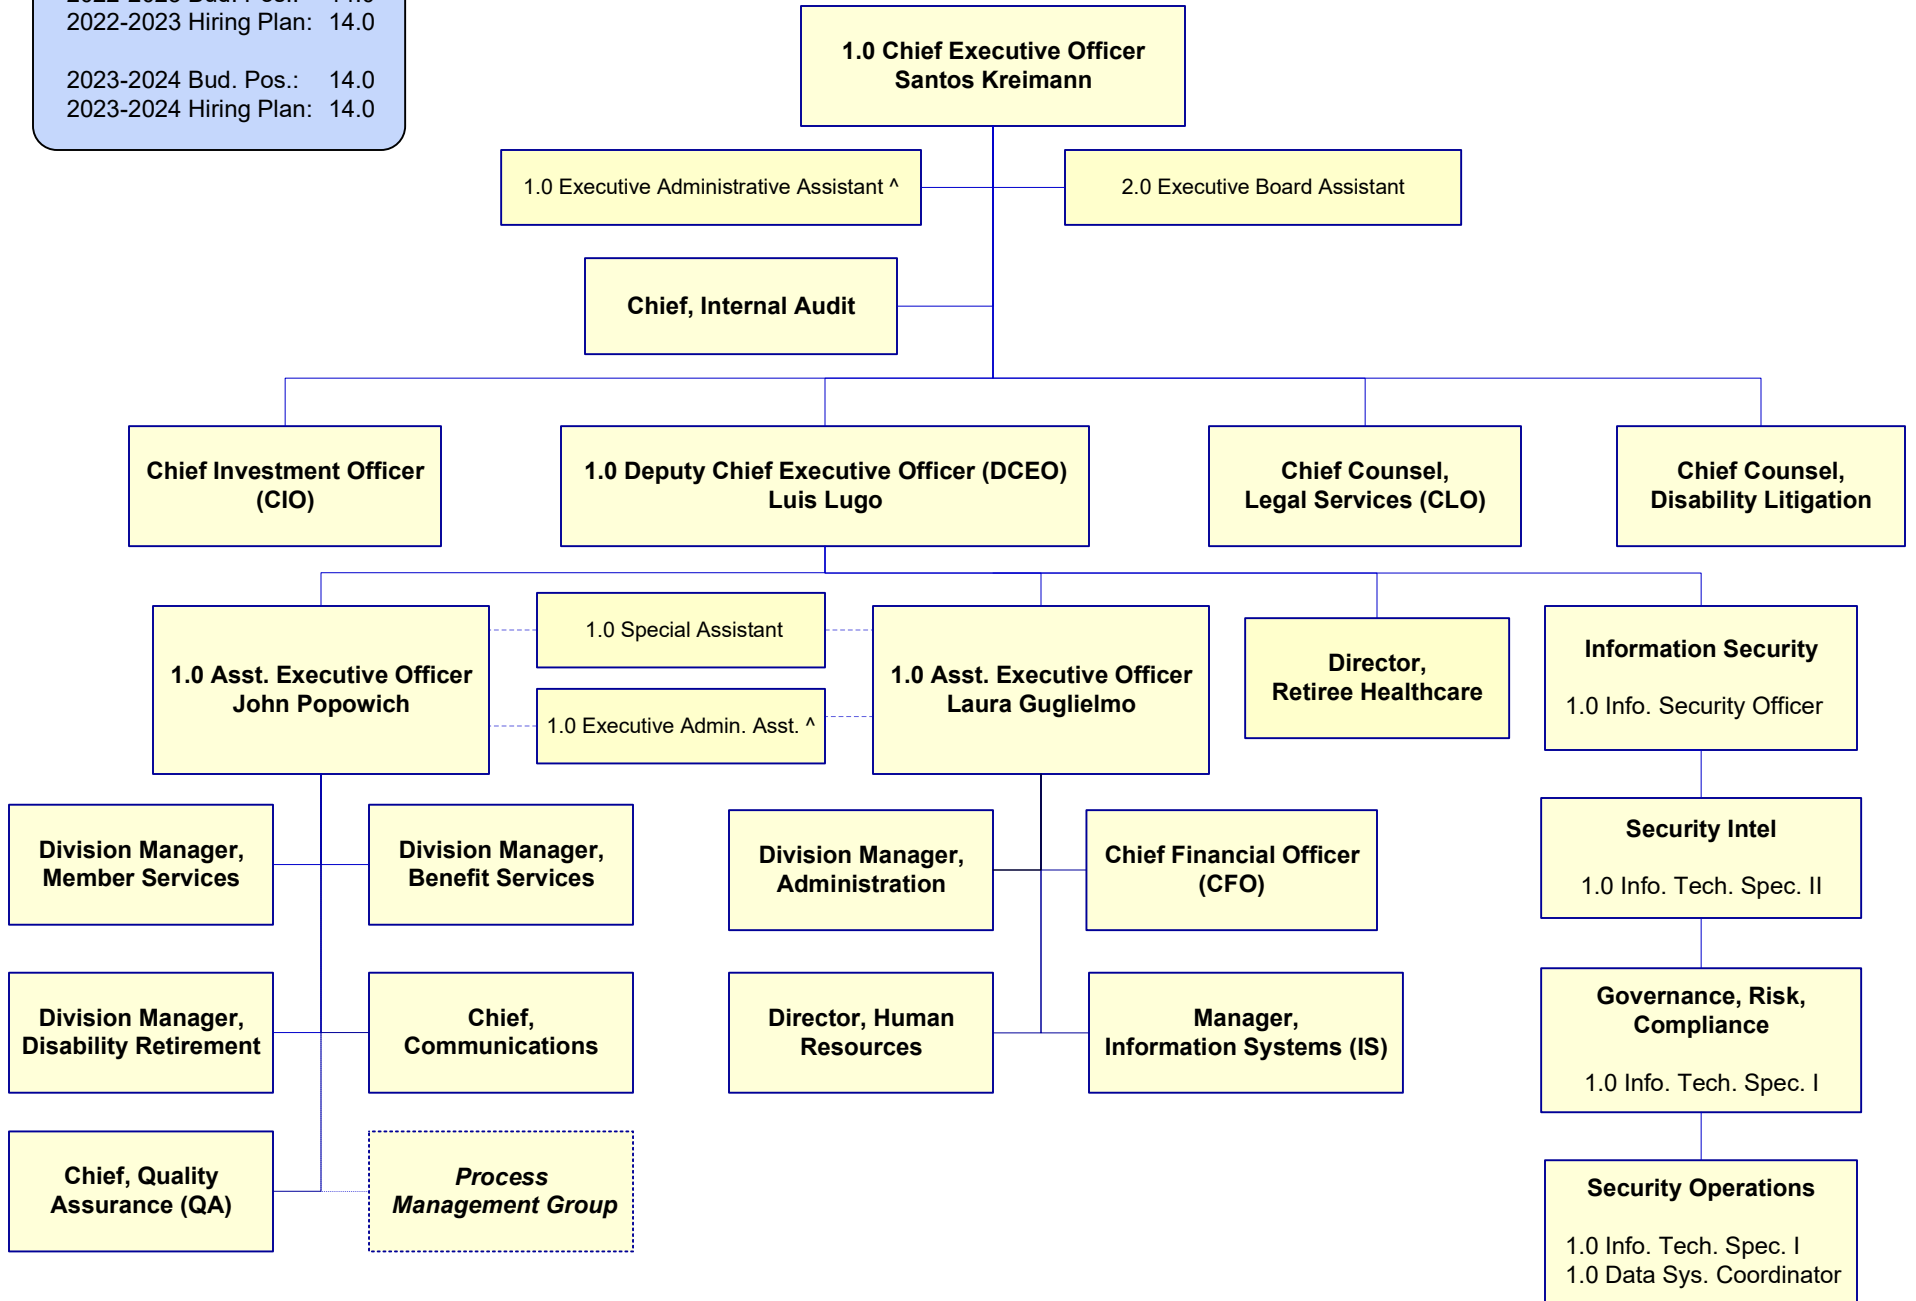 2022-2023 Hiring Plan: 14.0
2023-2024 Bud. Pos.: 14.0
2023-2024 Hiring Plan: 14.0
1.0 Chief Executive Officer
Santos Kreimann
1.0 Executive Administrative Assistant ^
2.0 Executive Board Assistant
Chief, Internal Audit
Chief Investment Officer
(CIO)
1.0 Deputy Chief Executive Officer (DCEO)
Luis Lugo
Chief Counsel,
Legal Services (CLO)
Chief Counsel,
Disability Litigation
1.0 Asst. Executive Officer
John Popowich
1.0 Special Assistant
1.0 Executive Admin. Asst. ^
1.0 Asst. Executive Officer
Laura Guglielmo
Director,
Retiree Healthcare
Information Security
1.0 Info. Security Officer
Division Manager,
Member Services
Division Manager,
Benefit Services
Division Manager,
Administration
Chief Financial Officer
(CFO)
Security Intel
1.0 Info. Tech. Spec. II
Division Manager,
Disability Retirement
Chief,
Communications
Director, Human
Resources
Manager,
Information Systems (IS)
Governance, Risk,
Compliance
1.0 Info. Tech. Spec. I
Chief, Quality
Assurance (QA)
Process
Management Group
Security Operations
1.0 Info. Tech. Spec. I
1.0 Data Sys. Coordinator